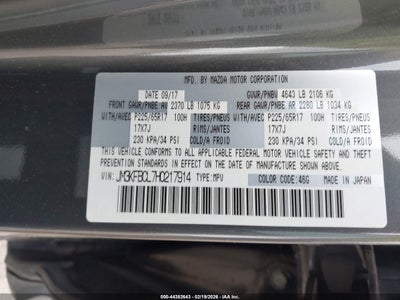 MFD. BY MAZDA MOTOR CORPORATION
DATE 09/17 GVWR/PNBV 4643 LB 2106 KG
FRONT GAWR/PNBE AV 2370 LB 1075 KG REAR GAWR/PNBE AR 2280 LB 1034 KG
WITH/AVEC P225/65R17 100H TIRES/PNEUS WITH/AVEC P225/65R17 100H TIRES/PNEUS
17X7J RIMS/JANTES 17X7J RIMS/JANTES
230 KPA/34 PSI COLD/A FROID 230 KPA/34 PSI COLD/A FROID
THIS VEHICLE CONFORMS TO ALL APPLICABLE FEDERAL MOTOR VEHICLE SAFETY AND THEFT
PREVENTION STANDARDS IN EFFECT ON THE DATE OF MANUFACTURE
SHOWN ABOVE.
VIN: JM3KFBCL7H0217914 TYPE:MPV COLOR CODE: 46G MADE IN JAPAN
000-44382643 02/19/2026 - IAA